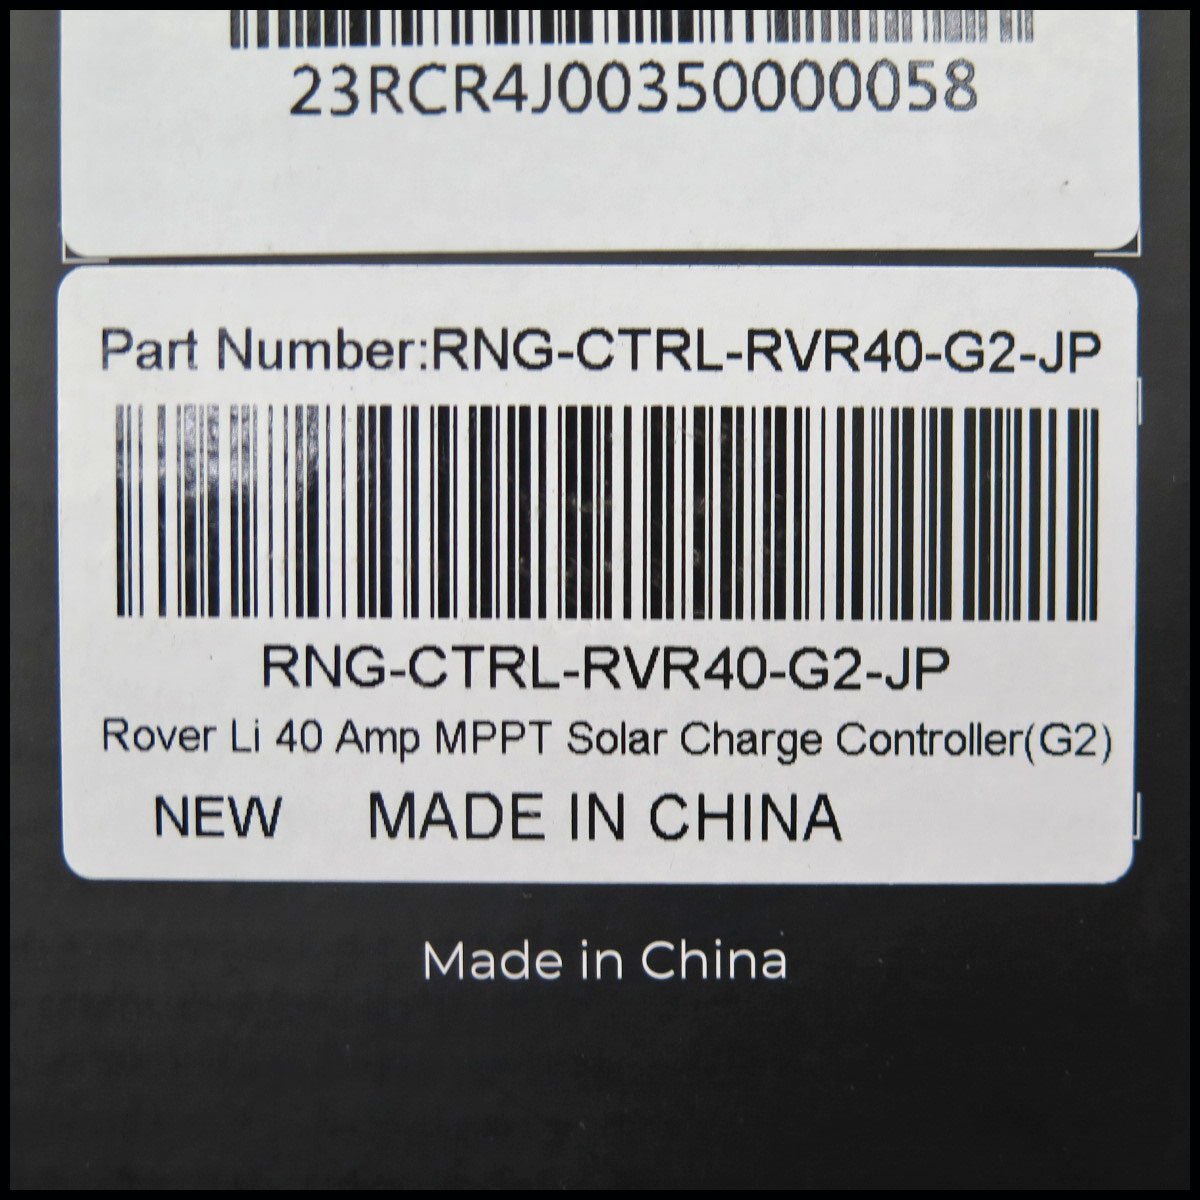 23RCR4J00350000058
Part Number:RNG-CTRL-RVR40-G2-JP
RNG-CTRL-RVR40-G2-JP
Rover Li 40 Amp MPPT Solar Charge Controller(G2)
NEW MADE IN CHINA
Made in China